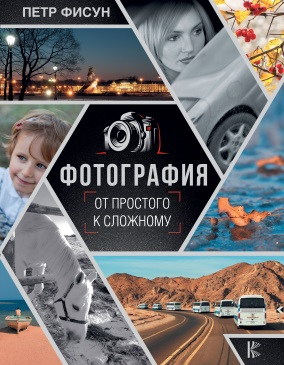 ПЕТР ФИСУН
ФОТОГРАФИЯ
ОТ ПРОСТОГО
К СЛОЖНОМУ
К